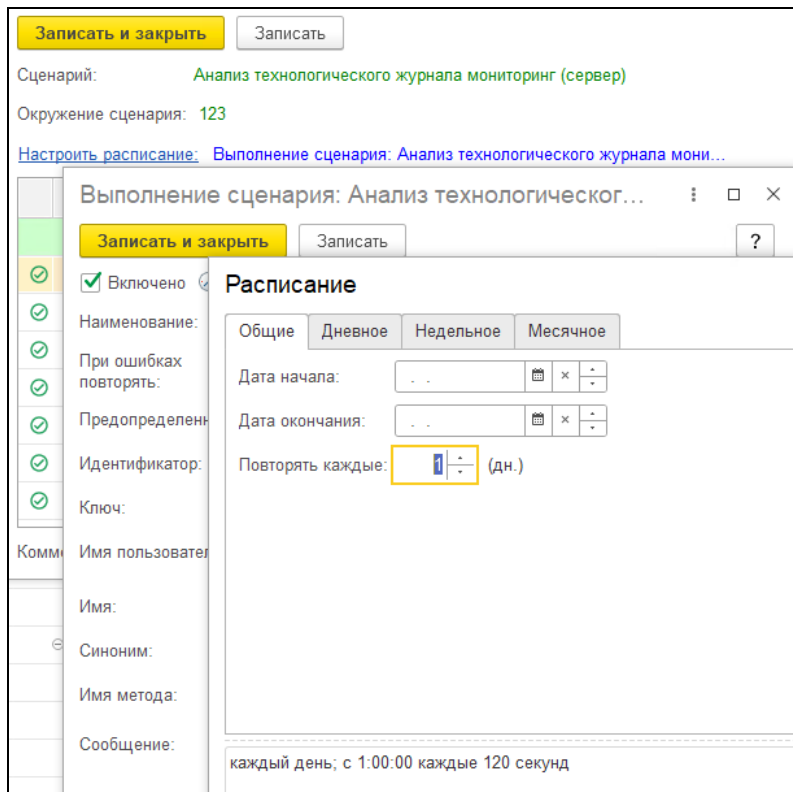 Записать и закрыть Записать
Сценарий: Анализ технологического журнала мониторинг (сервер)
Окружение сценария: 123
Настроить расписание: Выполнение сценария: Анализ технологического журнала мони...
Выполнение сценария: Анализ технологическог...
Записать и закрыть Записать ?
Включено
Расписание
Наименование:
Общие Дневное Недельное Месячное
При ошибках
повторять:
Дата начала: . .
Предопределен
Дата окончания: . .
Идентификатор:
Повторять каждые: 1 (дн.)
Ключ:
Комм
Имя пользовател
Имя:
Синоним:
Имя метода:
Сообщение:
каждый день; с 1:00:00 каждые 120 секунд